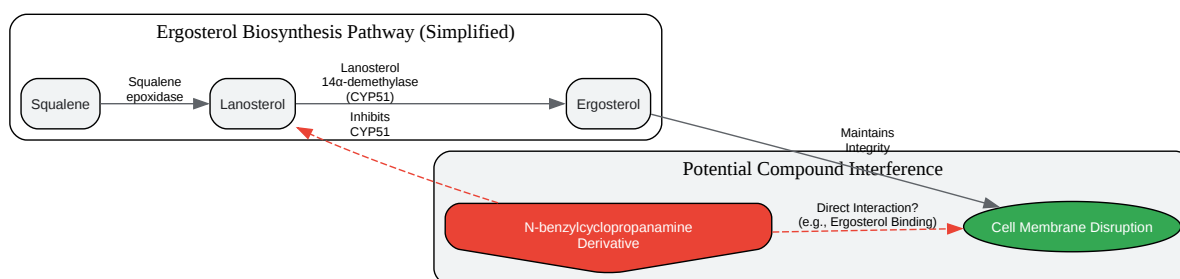 Ergosterol Biosynthesis Pathway (Simplified)
Squalene
Squalene
epoxidase
Lanosterol
Lanosterol
14α-demethylase
(CYP51)
Ergosterol
Inhibits
CYP51
Maintains
Integrity
Potential Compound Interference
N-benzylcyclopropanamine
Derivative
Direct Interaction?
(e.g., Ergosterol Binding)
Cell Membrane Disruption